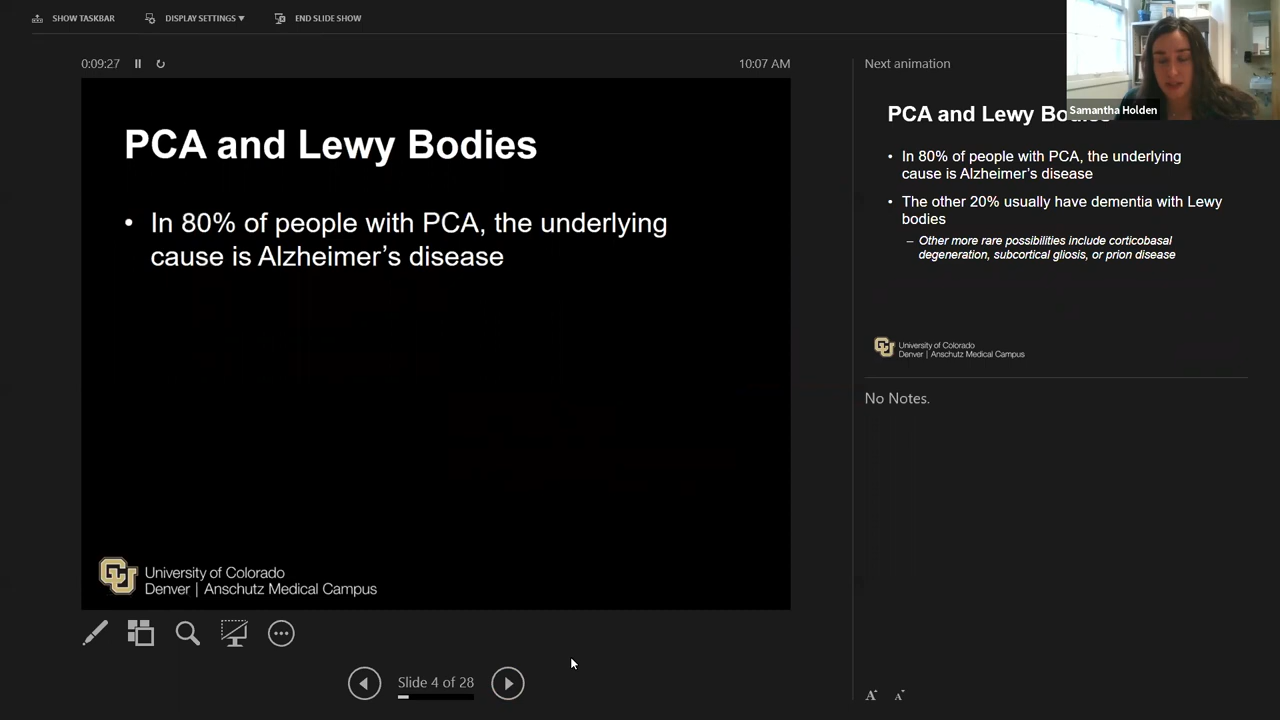 SHOW TASKBAR
DISPLAY SETTINGS ▼
END SLIDE SHOW
0:09:27
10:07 AM
PCA and Lewy Bodies
• In 80% of people with PCA, the underlying
cause is Alzheimer’s disease
CU
University of Colorado
Denver | Anschutz Medical Campus
Slide 4 of 28
Next animation
Samantha Holden
PCA and Lewy Bodies
• In 80% of people with PCA, the underlying
cause is Alzheimer’s disease
• The other 20% usually have dementia with Lewy
bodies
– Other more rare possibilities include corticobasal
degeneration, subcortical gliosis, or prion disease
CU
University of Colorado
Denver | Anschutz Medical Campus
No Notes.
A A